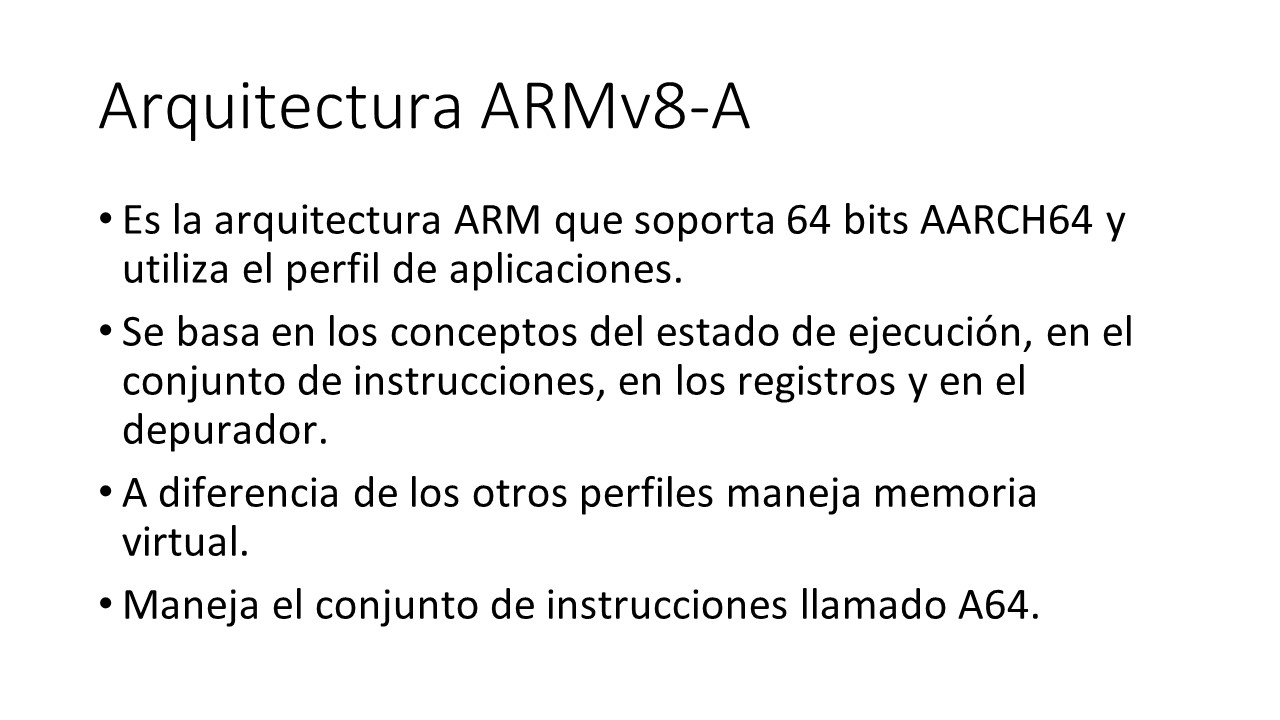 Arquitectura ARMv8-A
• Es la arquitectura ARM que soporta 64 bits AARCH64 y
utiliza el perfil de aplicaciones.
• Se basa en los conceptos del estado de ejecución, en el
conjunto de instrucciones, en los registros y en el
depurador.
• A diferencia de los otros perfiles maneja memoria
virtual.
• Maneja el conjunto de instrucciones llamado A64.